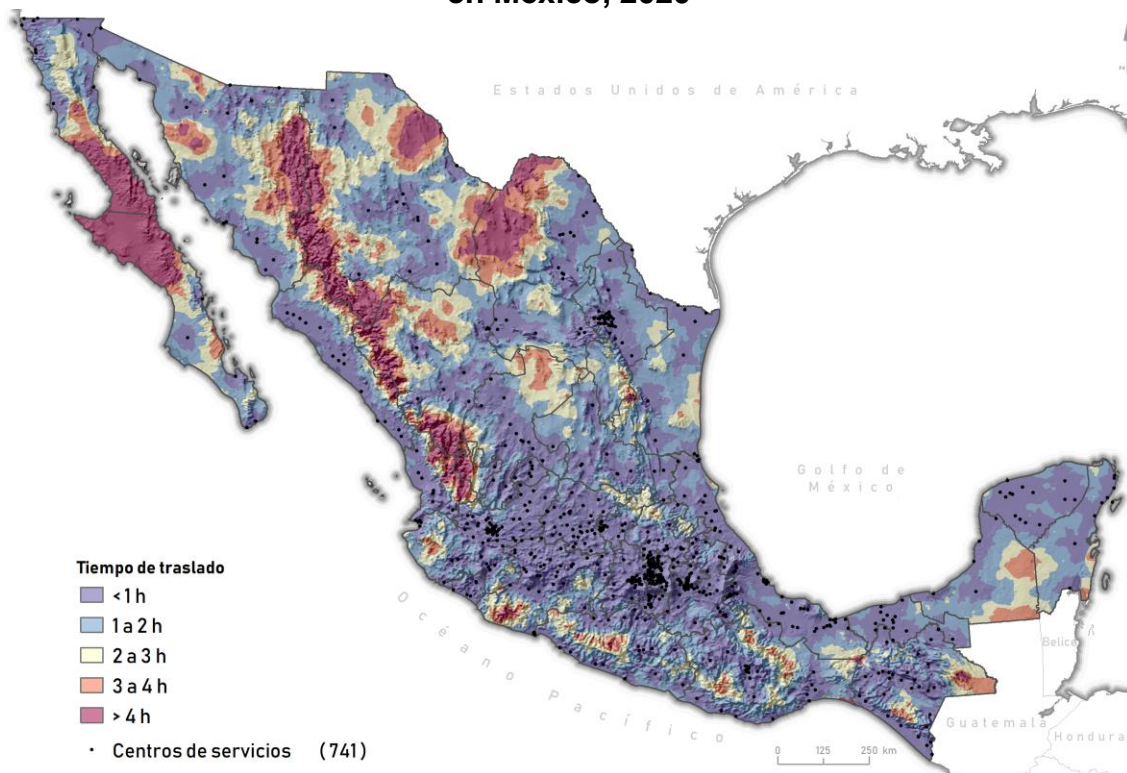 en México, 2020
Estados Unidos de América
Golfo de
México
Océano Pacífico
Belice
Guatemala
Hondura
Tiempo de traslado
<1 h
1 a 2 h
2 a 3 h
3 a 4 h
> 4 h
Centros de servicios (741)
0 125 250 km